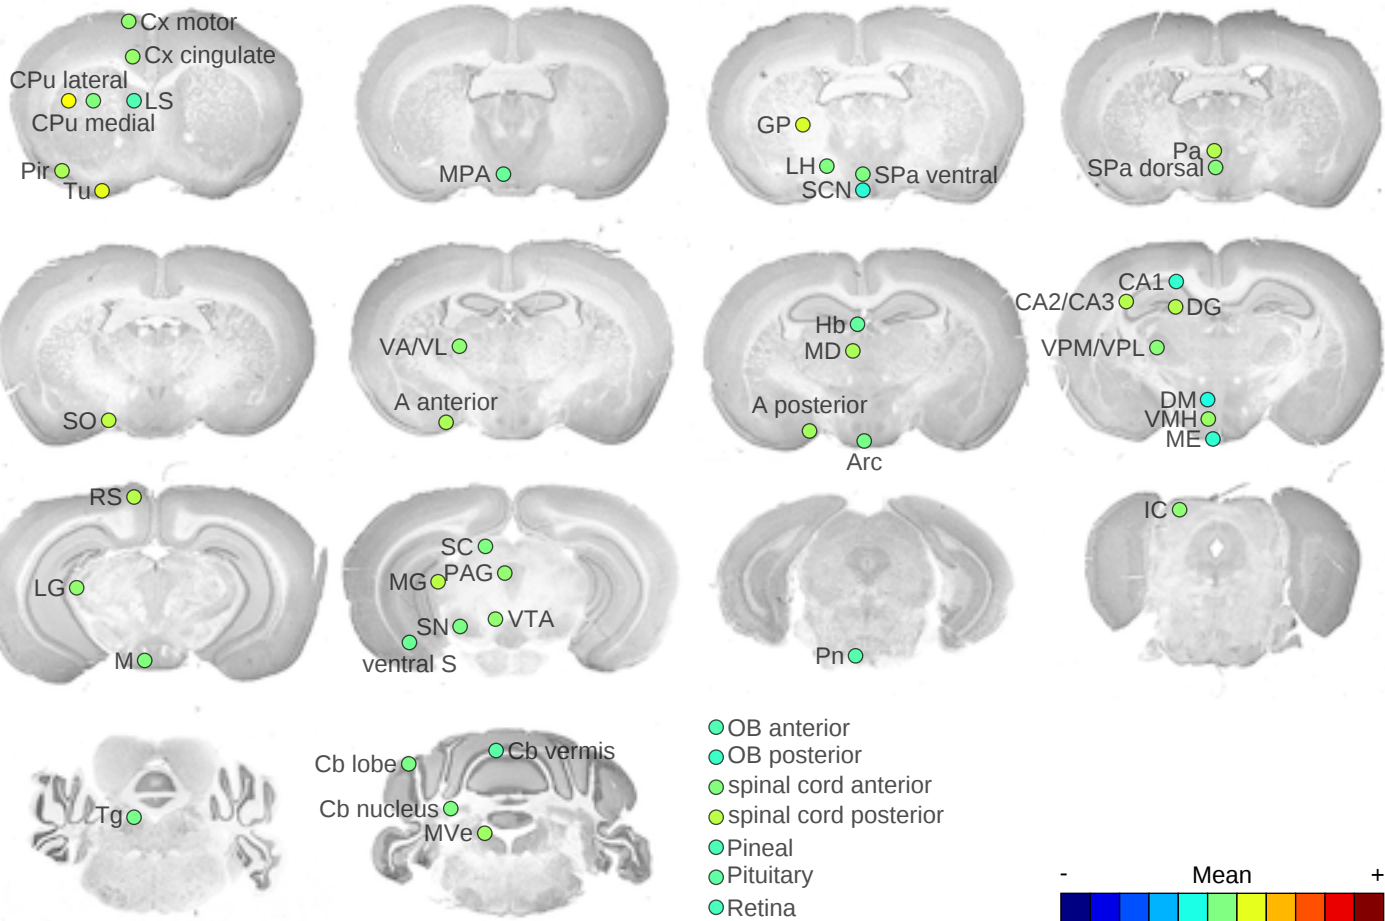 Cx motor
Cx cingulate
CPu lateral
LS
CPu medial
Pir
Tu
MPA
GP
LH
SPa ventral
SCN
Pa
SPa dorsal
SO
VA/VL
A anterior
Hb
MD
A posterior
Arc
CA1
CA2/CA3
DG
VPM/VPL
DM
VMH
ME
RS
LG
M
SC
MG
PAG
SN
VTA
ventral S
Pn
IC
Tg
Cb lobe
Cb vermis
Cb nucleus
MVe
OB anterior
OB posterior
spinal cord anterior
spinal cord posterior
Pineal
Pituitary
Retina
- Mean +